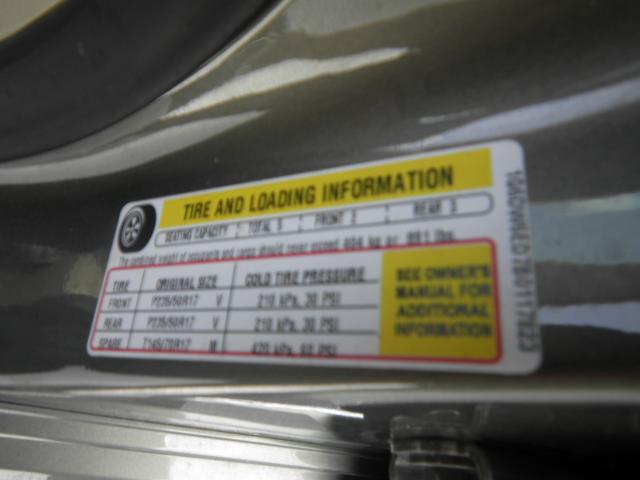 TIRE AND LOADING INFORMATION
SEATING CAPACITY TOTAL 5 FRONT 2 REAR 3
The combined weight of occupants and cargo should never exceed 404 kg or 891 lbs.
TIRE ORIGINAL SIZE COLD TIRE PRESSURE
FRONT P235/50R17 V 210 kPa, 30 PSI
REAR P235/50R17 V 210 kPa, 30 PSI
SPARE T145/70R17 M 420 kPa, 60 PSI
SEE OWNER'S
MANUAL FOR
ADDITIONAL
INFORMATION